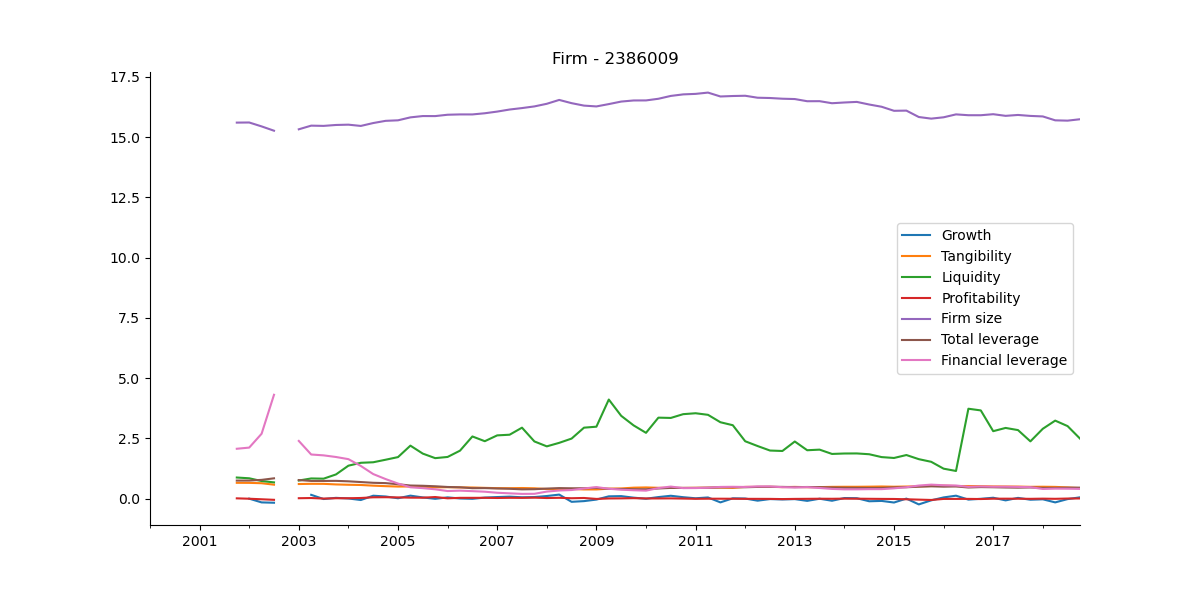 Firm - 2386009
17.5
15.0
12.5
10.0
7.5
5.0
2.5
0.0
Growth
Tangibility
Liquidity
Profitability
Firm size
Total leverage
Financial leverage
2001 2003 2005 2007 2009 2011 2013 2015 2017